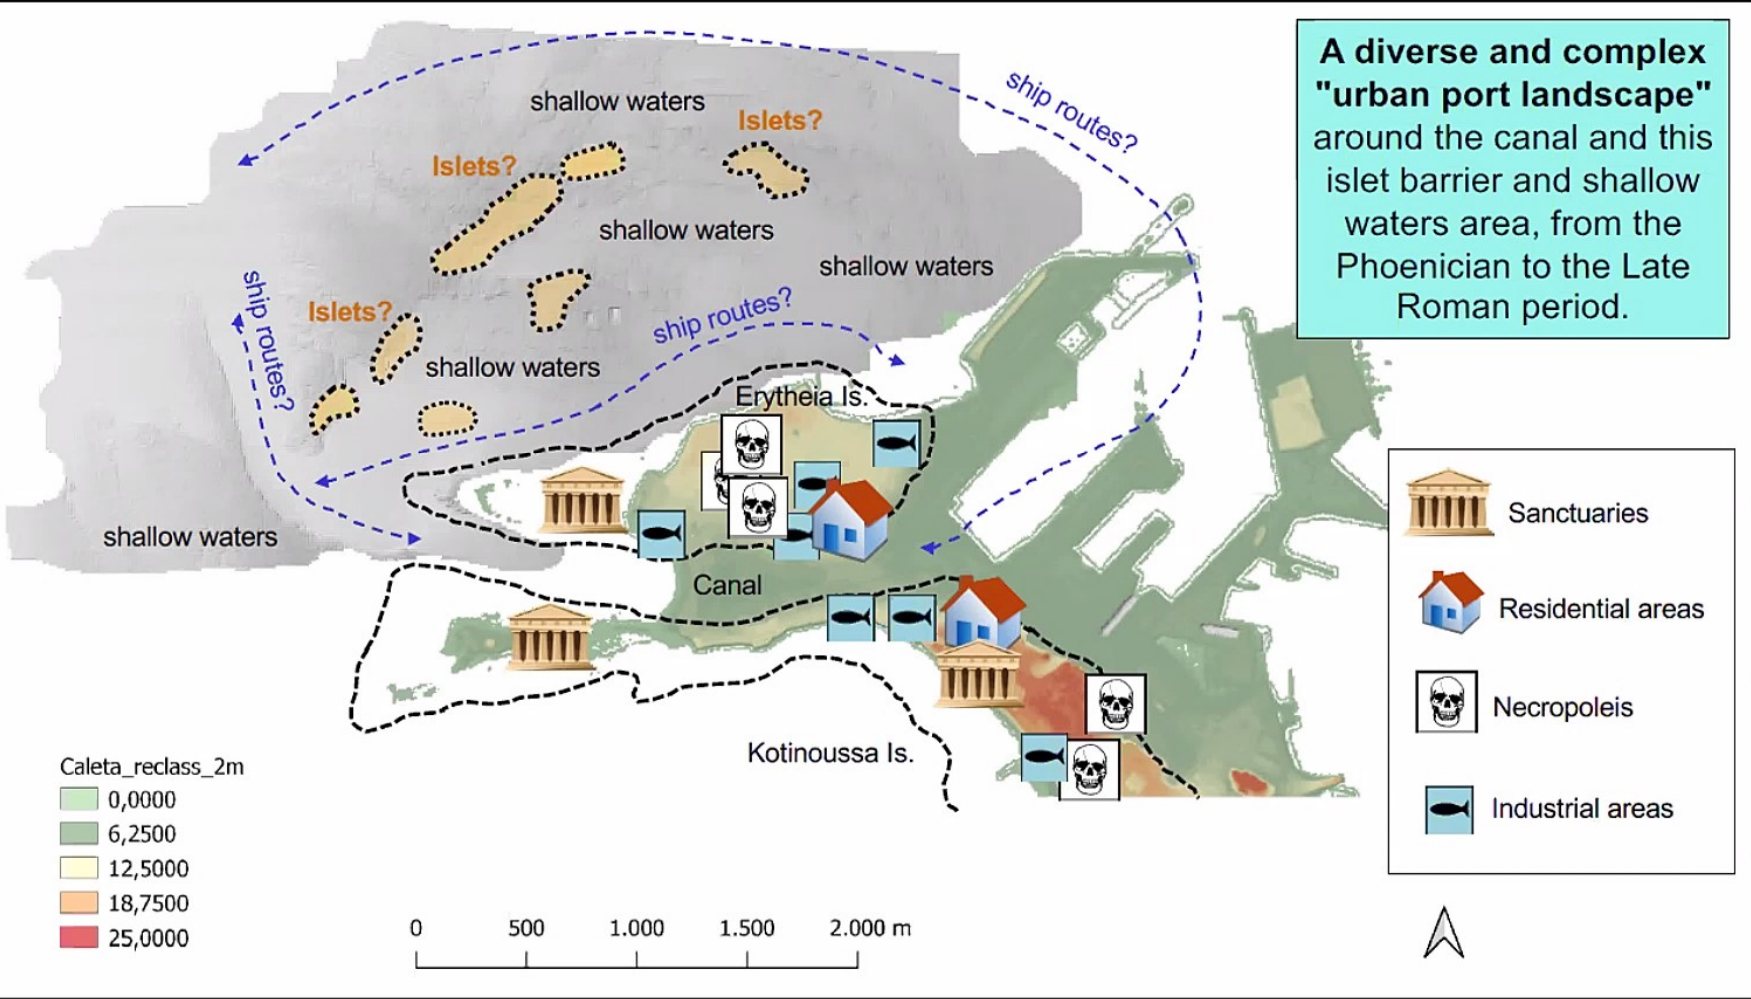 A diverse and complex
"urban port landscape"
around the canal and this
islet barrier and shallow
waters area, from the
Phoenician to the Late
Roman period.
ship routes?
shallow waters
Islets?
Islets?
shallow waters
shallow waters
ship routes?
Islets?
ship routes?
shallow waters
Erytheia Is.
shallow waters
Canal
Kotinoussa Is.
Sanctuaries
Residential areas
Necropoleis
Industrial areas
Caleta_reclass_2m
0,0000
6,2500
12,5000
18,7500
25,0000
0 500 1.000 1.500 2.000 m